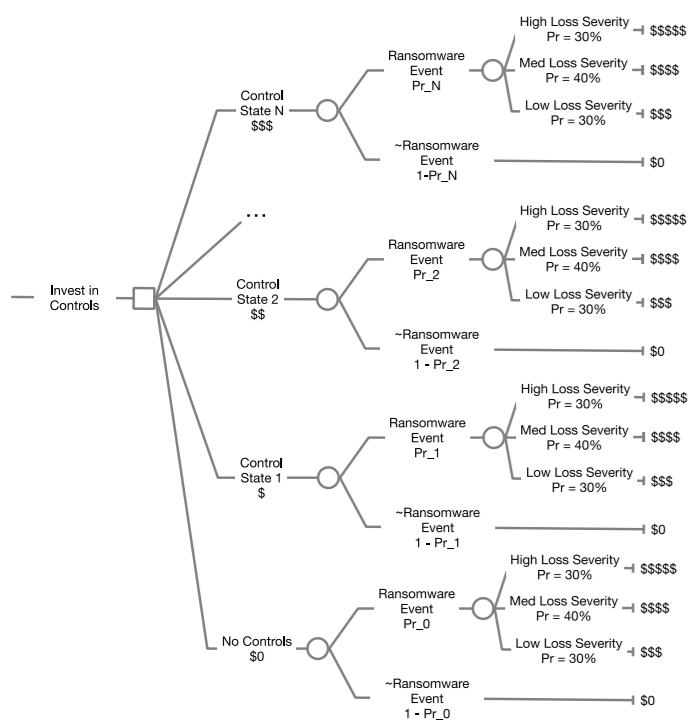 High Loss Severity
Pr = 30%
$$$$$
Ransomware
Event
Pr_N
Med Loss Severity
Pr = 40%
$$$$
Control
State N
$$$
Low Loss Severity
Pr = 30%
$$$
~Ransomware
Event
1-Pr_N
$0
...
High Loss Severity
Pr = 30%
$$$$$
Ransomware
Event
Pr_2
Med Loss Severity
Pr = 40%
$$$$
Invest in
Controls
Control
State 2
$$
Low Loss Severity
Pr = 30%
$$$
~Ransomware
Event
1 - Pr_2
$0
High Loss Severity
Pr = 30%
$$$$$
Ransomware
Event
Pr_1
Med Loss Severity
Pr = 40%
$$$$
Control
State 1
$
Low Loss Severity
Pr = 30%
$$$
~Ransomware
Event
1 - Pr_1
$0
High Loss Severity
Pr = 30%
$$$$$
Ransomware
Event
Pr_0
Med Loss Severity
Pr = 40%
$$$$
No Controls
$0
Low Loss Severity
Pr = 30%
$$$
~Ransomware
Event
1 - Pr_0
$0